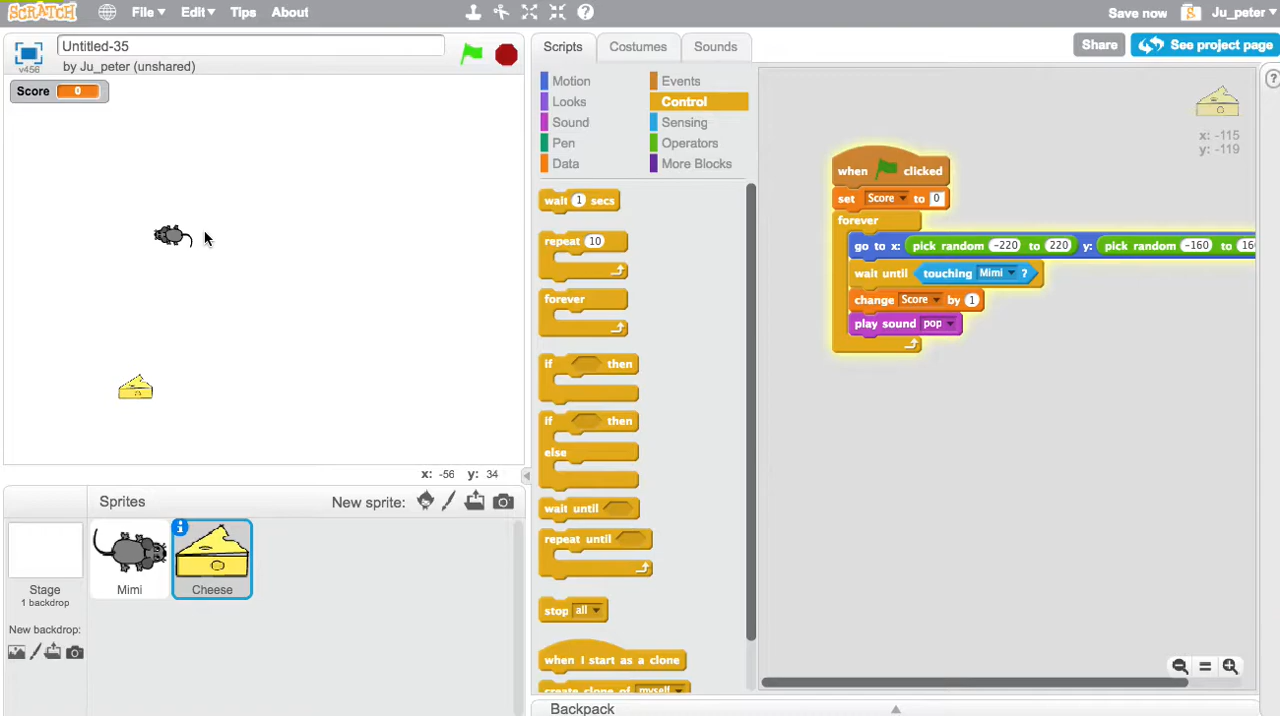 SCRATCH File Edit Tips About Save now Ju_peter
v456 Untitled-35
by Ju_peter (unshared)
Scripts Costumes Sounds Share See project page
Score 0
Motion Events
Looks Control
Sound Sensing
Pen Operators
Data More Blocks
wait 1 secs
repeat 10
forever
if then
if then
else
wait until
repeat until
stop all
when I start as a clone
create clone of myself
?
x: -115
y: -119
when clicked
set Score to 0
forever
go to x: pick random -220 to 220 y: pick random -160 to 16
wait until touching Mimi ?
change Score by 1
play sound pop
x: -56 y: 34
Sprites New sprite:
Stage
1 backdrop
New backdrop:
Mimi
Cheese
Backpack